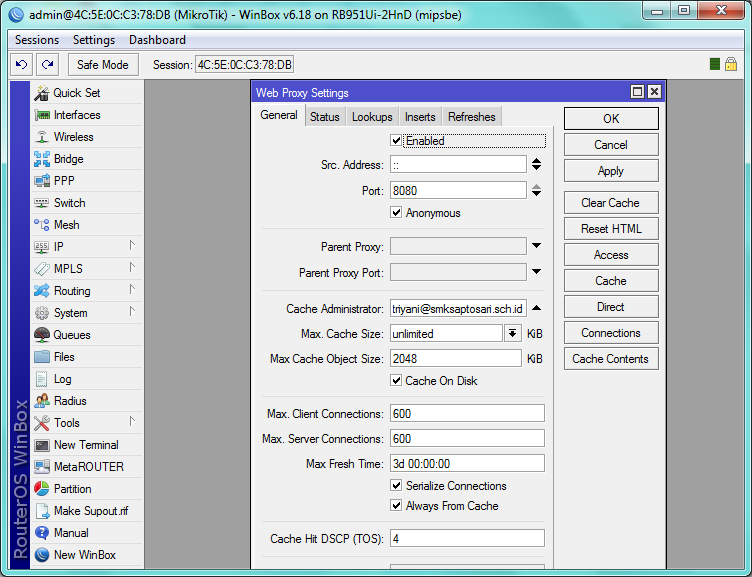 admin@4C:5E:0C:C3:78:DB (MikroTik) - WinBox v6.18 on RB951Ui-2HnD (mipsbe)
Sessions Settings Dashboard
Safe Mode Session: 4C:5E:0C:C3:78:DB
RouterOS WinBox
Quick Set
Interfaces
Wireless
Bridge
PPP
Switch
Mesh
IP
MPLS
Routing
System
Queues
Files
Log
Radius
Tools
New Terminal
MetaROUTER
Partition
Make Supout.rif
Manual
New WinBox
Web Proxy Settings
General Status Lookups Inserts Refreshes
Enabled
Src. Address: ::
Port: 8080
Anonymous
Parent Proxy:
Parent Proxy Port:
Cache Administrator: triyani@smksaptosari.sch.id
Max. Cache Size: unlimited KiB
Max Cache Object Size: 2048 KiB
Cache On Disk
Max. Client Connections: 600
Max. Server Connections: 600
Max Fresh Time: 3d 00:00:00
Serialize Connections
Always From Cache
Cache Hit DSCP (TOS): 4
OK
Cancel
Apply
Clear Cache
Reset HTML
Access
Cache
Direct
Connections
Cache Contents